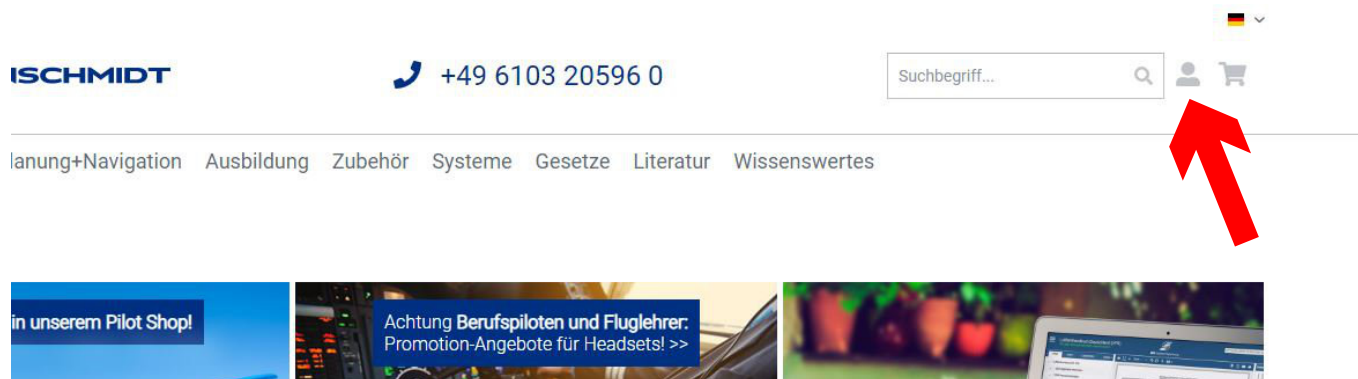 ISCHMIDT
+49 6103 20596 0
Suchbegriff...
lanung+Navigation Ausbildung Zubehör Systeme Gesetze Literatur Wissenswertes
in unserem Pilot Shop!
Achtung Berufspiloten und Fluglehrer:
Promotion-Angebote für Headsets! >>